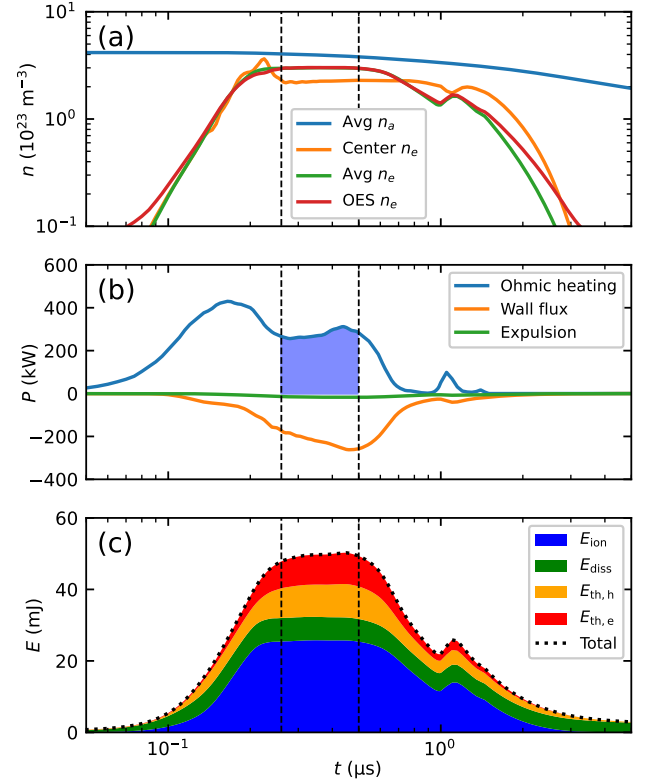 (a)
10¹
10⁰
10⁻¹
n (10²³ m⁻³)
Avg nₐ
Center nₑ
Avg nₑ
OES nₑ
(b)
600
400
200
0
−200
−400
P (kW)
Ohmic heating
Wall flux
Expulsion
(c)
60
40
20
0
E (mJ)
E_ion
E_diss
E_th, h
E_th, e
Total
10⁻¹ 10⁰
t (μs)